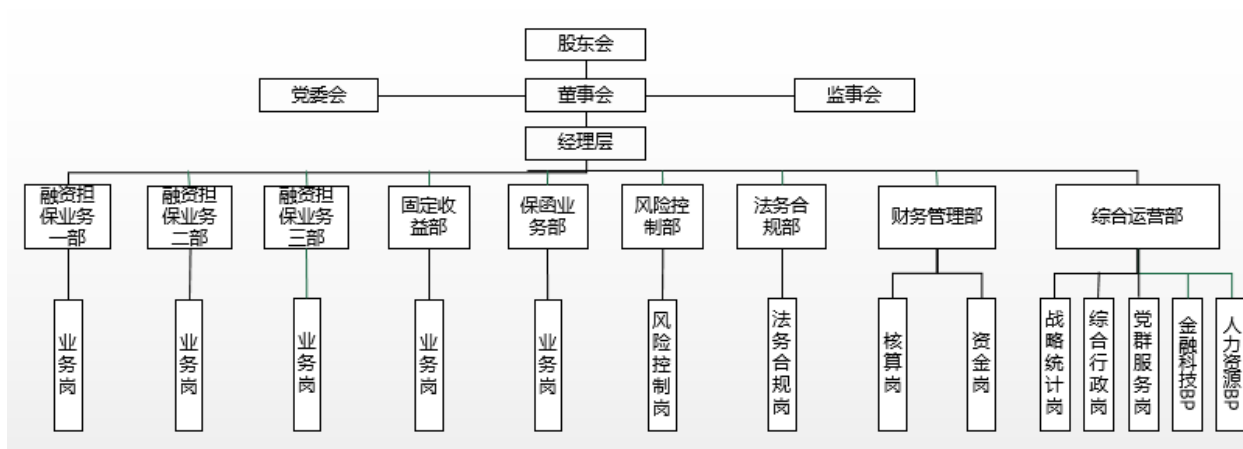 股东会
党委会
董事会
监事会
经理层
融资担
保业务
一部
融资担
保业务
二部
融资担
保业务
三部
固定收
益部
保函业
务部
风险控
制部
法务合
规部
财务管理部
综合运营部
业务岗
业务岗
业务岗
业务岗
业务岗
风险控制岗
法务合规岗
核算岗
资金岗
战略统计岗
综合行政岗
党群服务岗
金融科技BP
人力资源BP